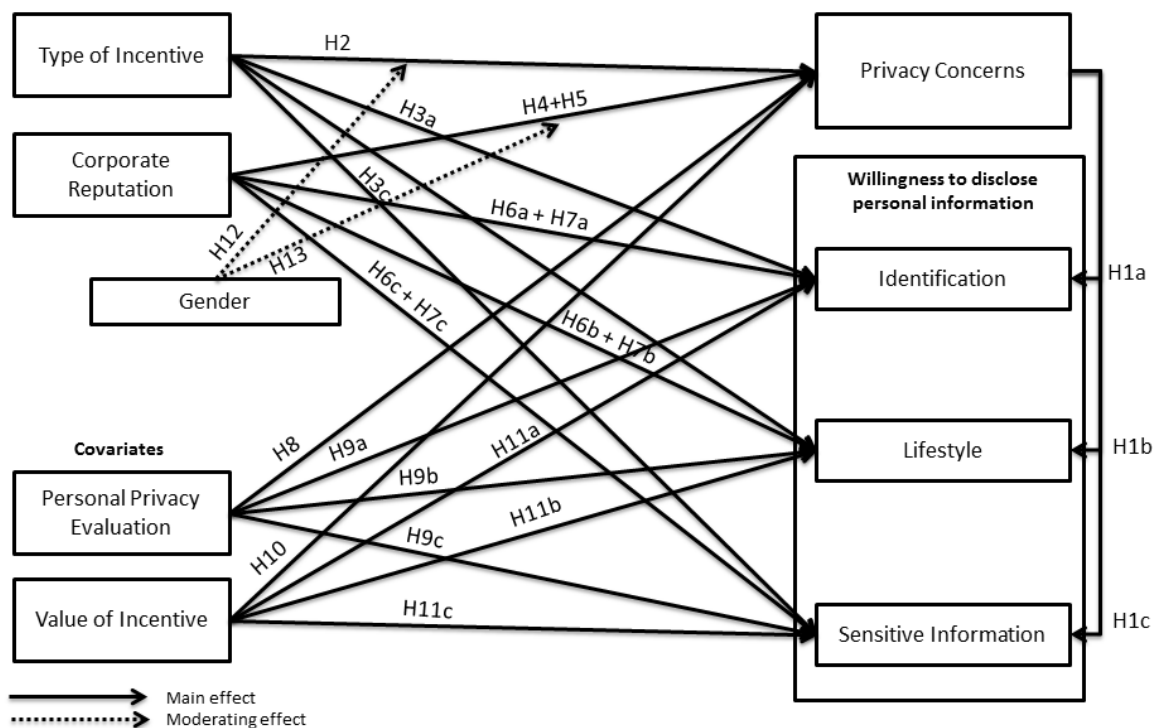 Type of Incentive
H2
Privacy Concerns
H3a
H4+H5
Corporate
Reputation
H3c
Willingness to disclose
personal information
H6a + H7a
H12
H13
Gender
H6c + H7c
Identification
H1a
H6b + H7b
Covariates
H8
H9a
H11a
Lifestyle
H1b
Personal Privacy
Evaluation
H9b
H11b
H10
H9c
Value of Incentive
H11c
Sensitive Information
H1c
Main effect
Moderating effect